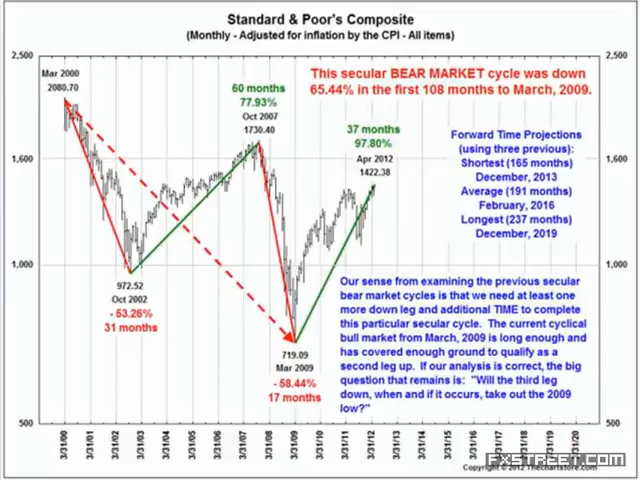 Standard & Poor's Composite
(Monthly - Adjusted for inflation by the CPI - All items)
2,500
2,500
Mar 2000
2080.70
60 months
77.93%
Oct 2007
1730.40
This secular BEAR MARKET cycle was down
65.44% in the first 108 months to March, 2009.
37 months
97.80%
Apr 2012
1422.38
Forward Time Projections
(using three previous):
Shortest (165 months)
December, 2013
Average (191 months)
February, 2016
Longest (237 months)
December, 2019
1,600
1,600
1,000
1,000
972.52
Oct 2002
- 53.26%
31 months
719.09
Mar 2009
- 58.44%
17 months
Our sense from examining the previous secular
bear market cycles is that we need at least one
more down leg and additional TIME to complete
this particular secular cycle. The current cyclical
bull market from March, 2009 is long enough and
has covered enough ground to qualify as a
second leg up. If our analysis is correct, the big
question that remains is: "Will the third leg
down, when and if it occurs, take out the 2009
low?"
500
500
3/31/00
3/31/01
3/31/02
3/31/03
3/31/04
3/31/05
3/31/06
3/31/07
3/31/08
3/31/09
3/31/10
3/31/11
3/31/12
3/31/13
3/31/14
3/31/15
3/31/16
3/31/17
3/31/18
3/31/19
3/31/20
FXSTREET.COM
Copyright © 2012 Thechartstore.com